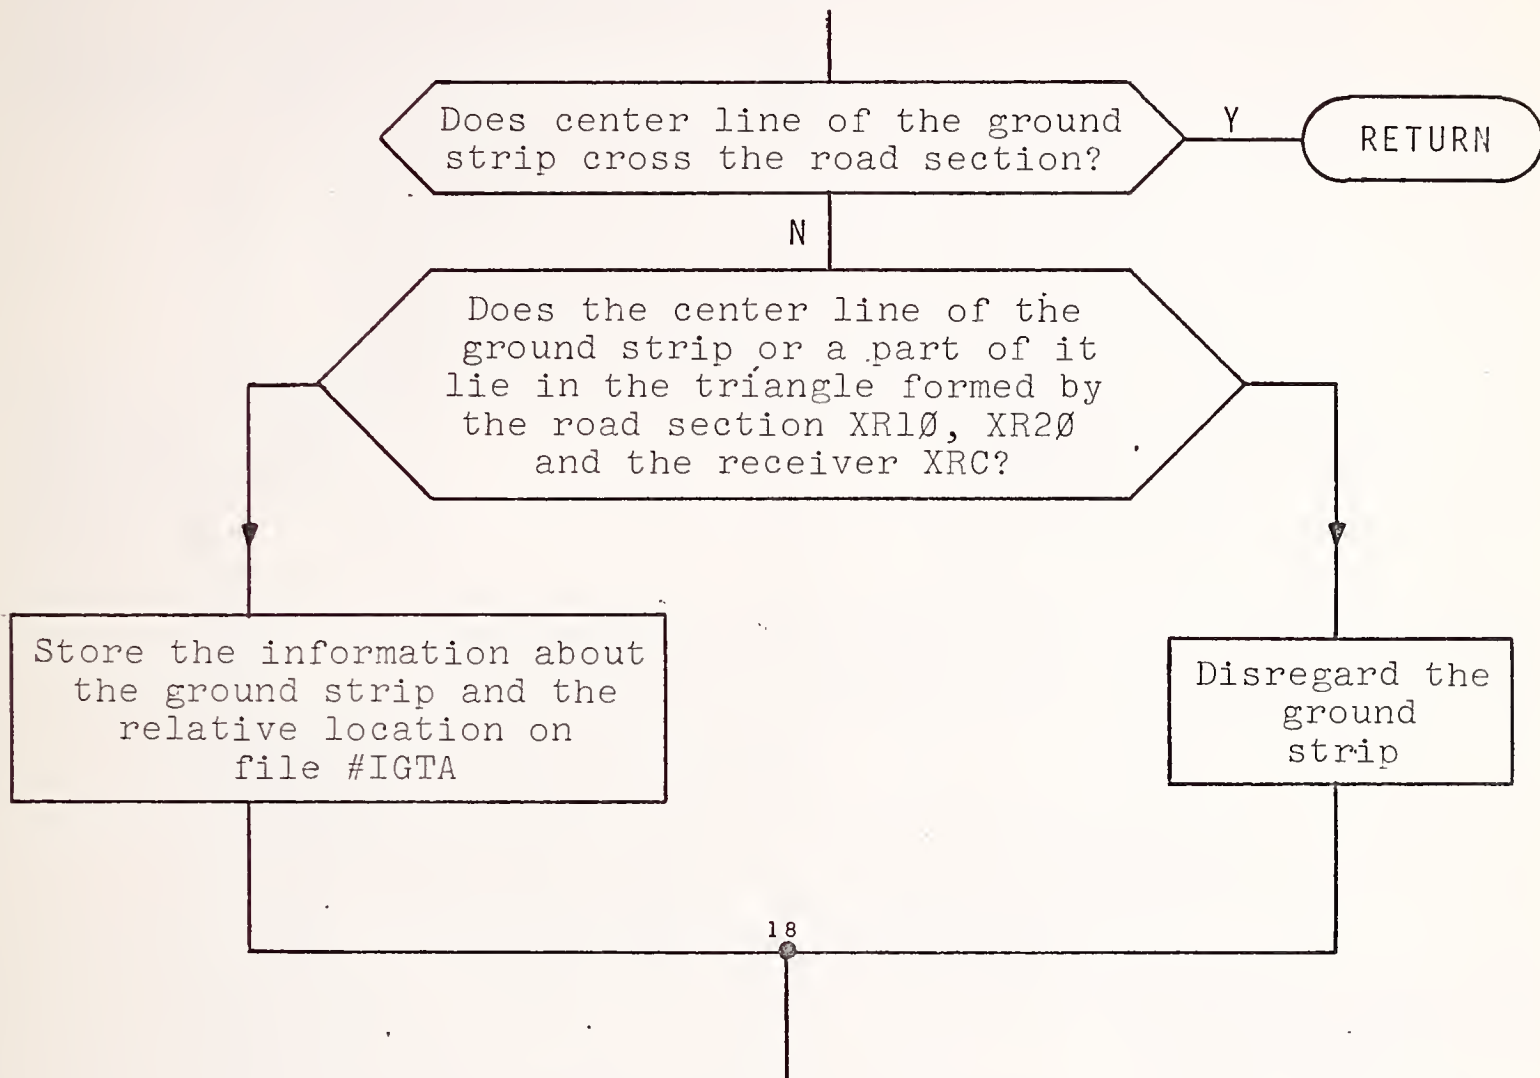 Does center line of the ground
strip cross the road section?
Y
RETURN
N
Does the center line of the
ground strip or a part of it
lie in the triangle formed by
the road section XR1Ø, XR2Ø
and the receiver XRC?
Store the information about
the ground strip and the
relative location on
file #IGTA
Disregard the
ground
strip
18